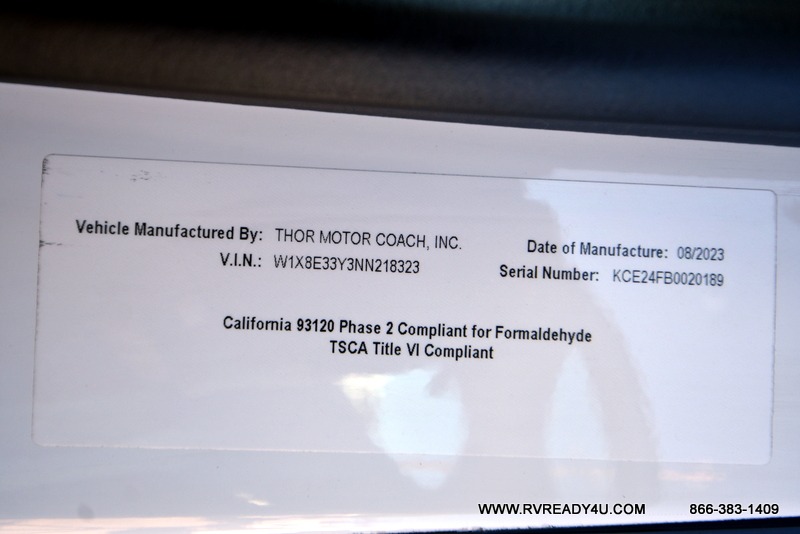 Vehicle Manufactured By: THOR MOTOR COACH, INC.
Date of Manufacture: 08/2023
V.I.N.: W1X8E33Y3NN218323
Serial Number: KCE24FB0020189
California 93120 Phase 2 Compliant for Formaldehyde
TSCA Title VI Compliant
WWW.RVREADY4U.COM 866-383-1409